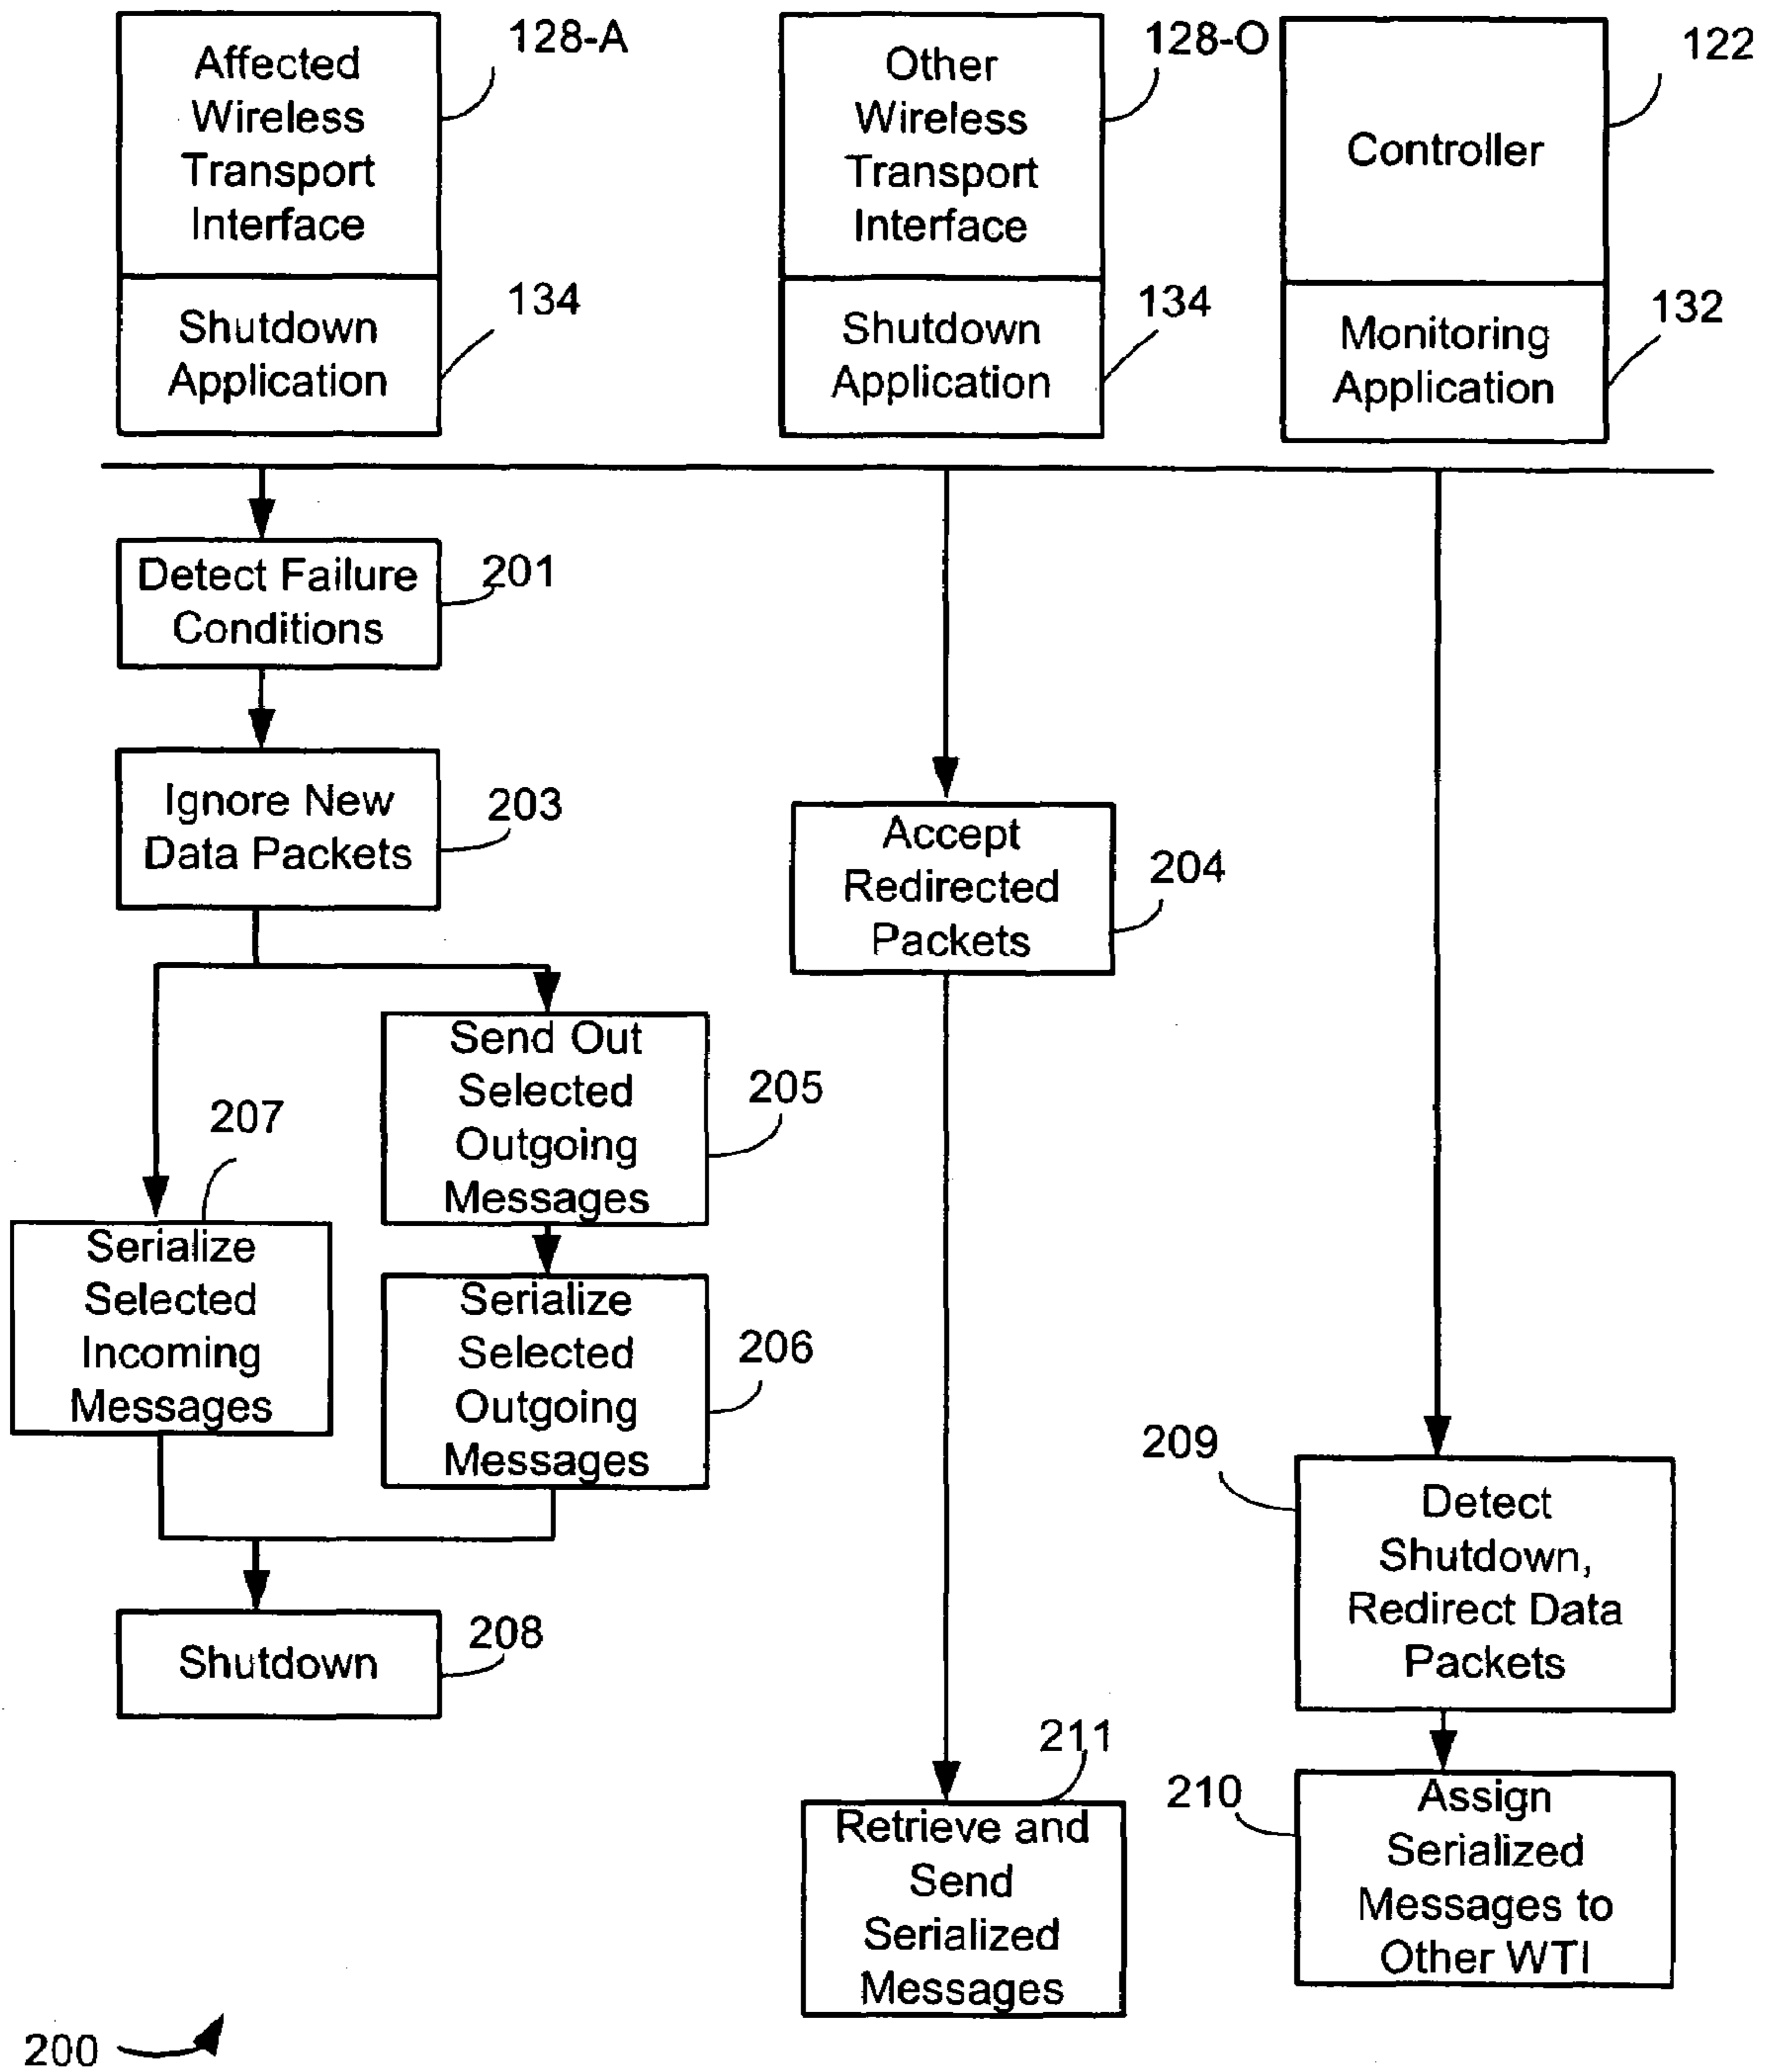 Affected
Wireless
Transport
Interface
128-A
Shutdown
Application
134
Other
Wireless
Transport
Interface
128-O
Shutdown
Application
134
Controller
122
Monitoring
Application
132
Detect Failure
Conditions
201
Ignore New
Data Packets
203
Accept
Redirected
Packets
204
Send Out
Selected
Outgoing
Messages
205
207
Serialize
Selected
Incoming
Messages
Serialize
Selected
Outgoing
Messages
206
Shutdown
208
209
Detect
Shutdown,
Redirect Data
Packets
211
Retrieve and
Send
Serialized
Messages
210
Assign
Serialized
Messages to
Other WTI
200